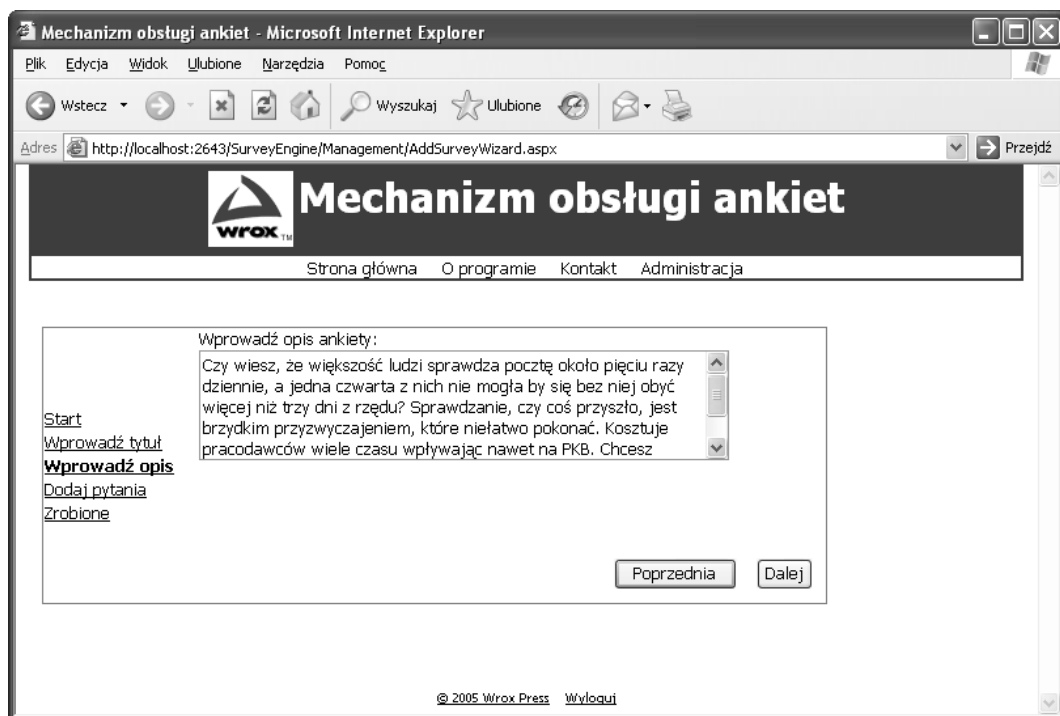 Mechanizm obsługi ankiet - Microsoft Internet Explorer
Plik Edycja Widok Ulubione Narzędzia Pomoc
Wstecz Wyszukaj Ulubione
Adres http://localhost:2643/SurveyEngine/Management/AddSurveyWizard.aspx Przejdź
wrox TM Mechanizm obsługi ankiet
Strona główna O programie Kontakt Administracja
Wprowadź opis ankiety:
Czy wiesz, że większość ludzi sprawdza pocztę około pięciu razy
dziennie, a jedna czwarta z nich nie mogła by się bez niej obyć
więcej niż trzy dni z rzędu? Sprawdzanie, czy coś przyszło, jest
brzydkim przyzwyczajeniem, które niełatwo pokonać. Kosztuje
pracodawców wiele czasu wpływając nawet na PKB. Chcesz
Start
Wprowadź tytuł
Wprowadź opis
Dodaj pytania
Zrobione
Poprzednia Dalej
© 2005 Wrox Press Wyloguj